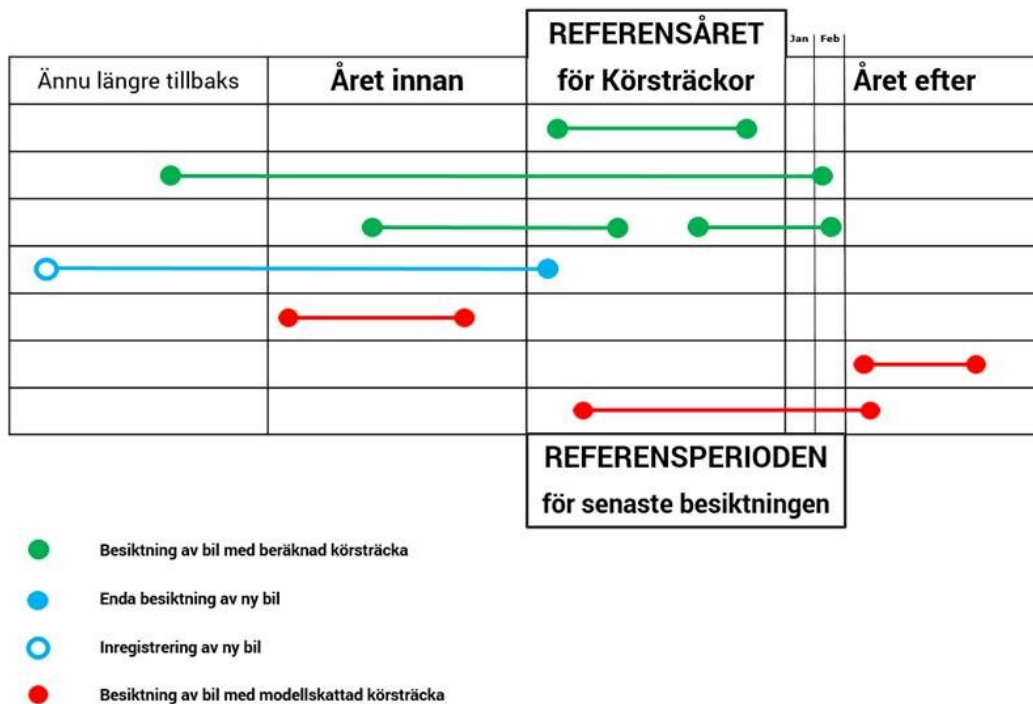 REFERENSÅRET
Jan Feb
Ännu längre tillbaks
Året innan
för Körsträckor
Året efter
REFERENSPERIODEN
för senaste besiktningen
Besiktning av bil med beräknad körsträcka
Enda besiktning av ny bil
Inregistrering av ny bil
Besiktning av bil med modellskattad körsträcka